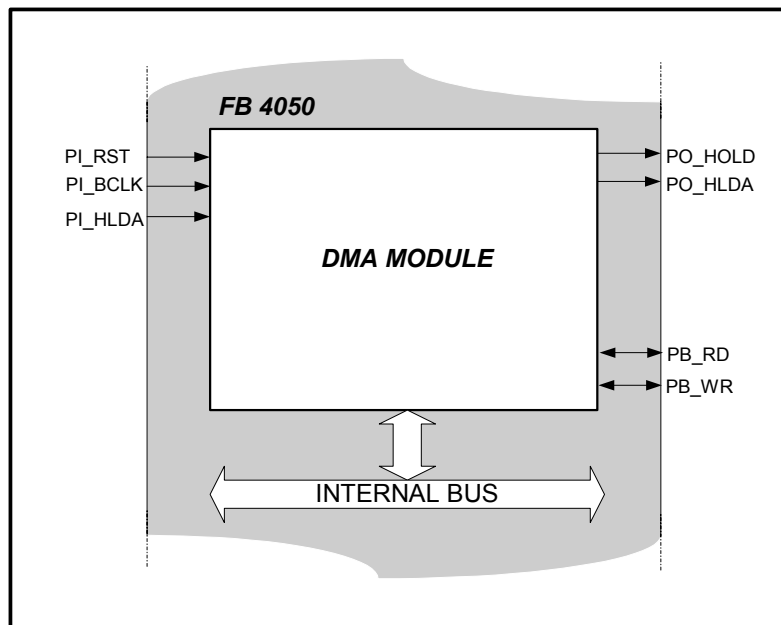 FB 4050
PI_RST
PI_BCLK
PI_HLDA
PO_HOLD
PO_HLDA
DMA MODULE
PB_RD
PB_WR
INTERNAL BUS